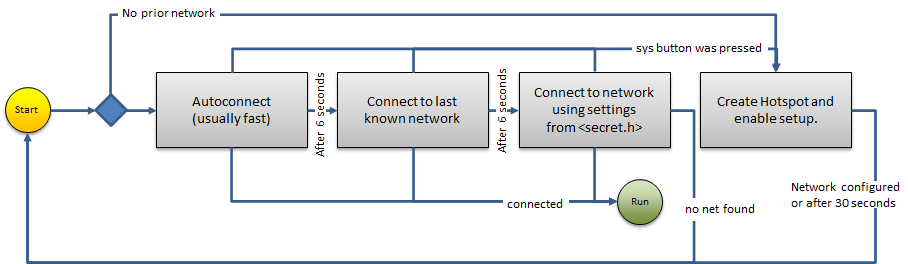 No prior network
sys button was pressed
Start
Autoconnect
(usually fast)
After 6 seconds
Connect to last
known network
After 6 seconds
Connect to network
using settings
from <secret.h>
Create Hotspot and
enable setup.
connected
Run
no net found
Network configured
or after 30 seconds